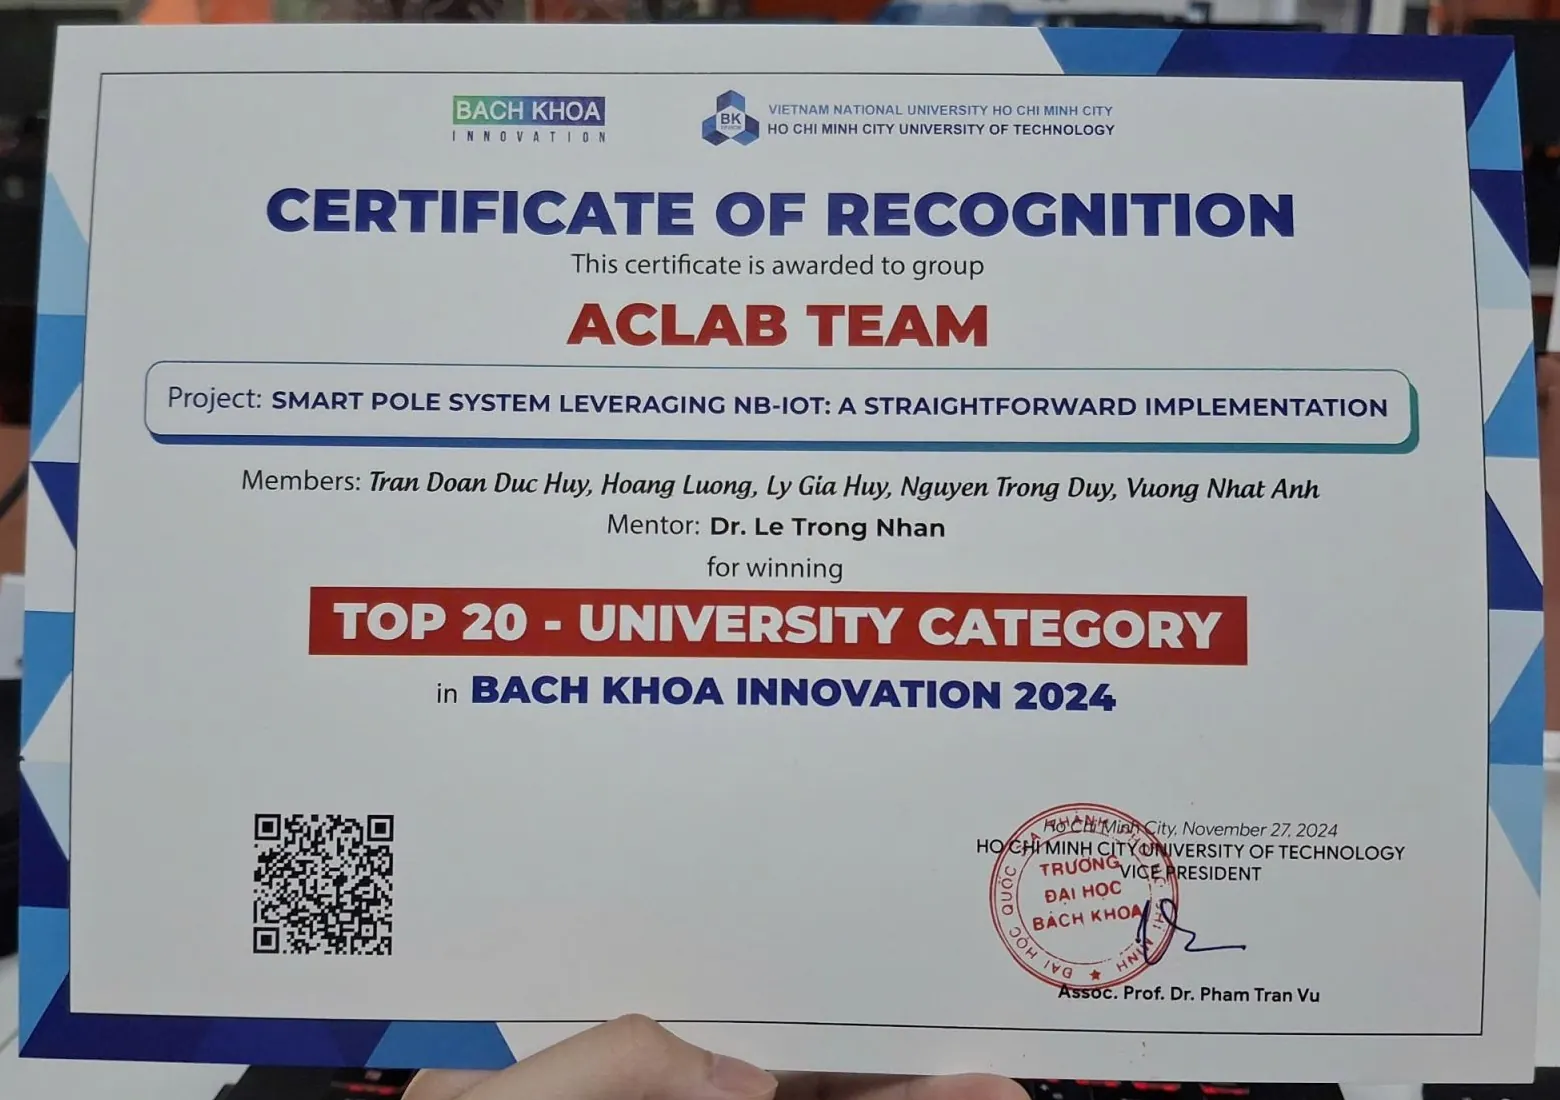 BACH KHOA
INNOVATION
BK
VIETNAM NATIONAL UNIVERSITY HO CHI MINH CITY
HO CHI MINH CITY UNIVERSITY OF TECHNOLOGY
CERTIFICATE OF RECOGNITION
This certificate is awarded to group
ACLAB TEAM
Project: SMART POLE SYSTEM LEVERAGING NB-IOT: A STRAIGHTFORWARD IMPLEMENTATION
Members: Tran Doan Duc Huy, Hoang Luong, Ly Gia Huy, Nguyen Trong Duy, Vuong Nhat Anh
Mentor: Dr. Le Trong Nhan
for winning
TOP 20 - UNIVERSITY CATEGORY
in BACH KHOA INNOVATION 2024
Ho Chi Minh City, November 27, 2024
HO CHI MINH CITY UNIVERSITY OF TECHNOLOGY
VICE PRESIDENT
TRƯỜNG
ĐẠI HỌC
BÁCH KHOA
ĐẠI HỌC QUỐC GIA
Assoc. Prof. Dr. Pham Tran Vu